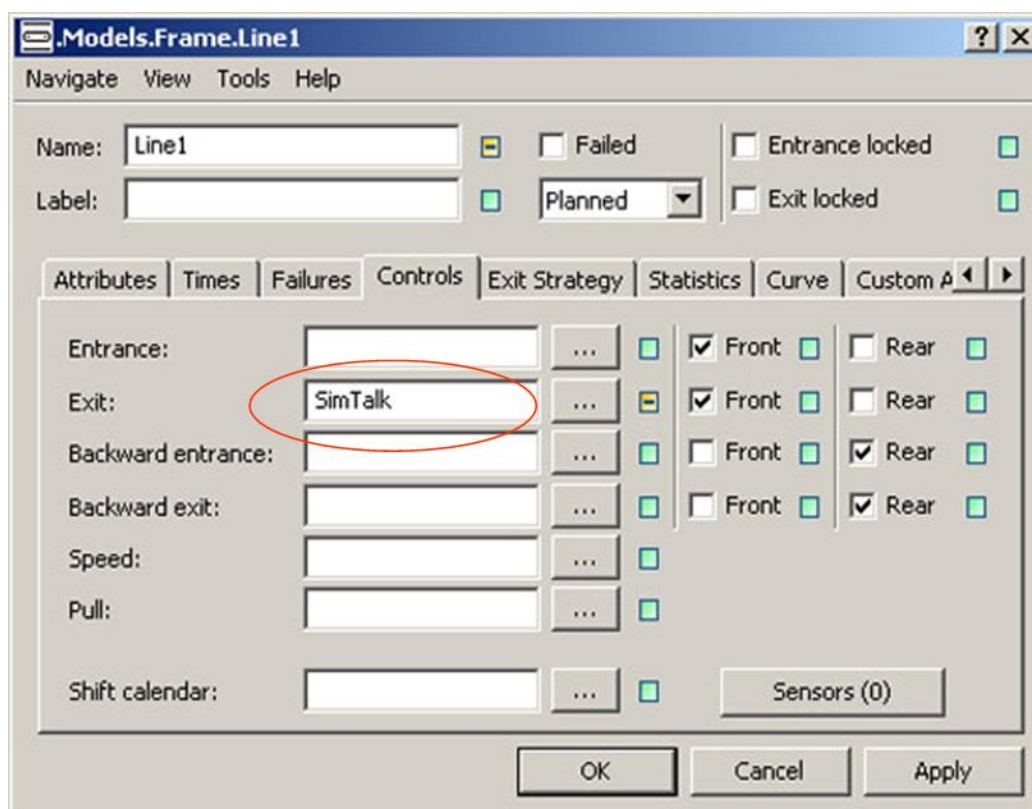 .Models.Frame.Line1 ? ×
Navigate View Tools Help
Name: Line1 Failed Entrance locked
Label: Planned Exit locked
Attributes Times Failures Controls Exit Strategy Statistics Curve Custom A
Entrance: ... Front Rear
Exit: SimTalk ... Front Rear
Backward entrance: ... Front Rear
Backward exit: ... Front Rear
Speed: ...
Pull: ...
Shift calendar: ... Sensors (0)
OK Cancel Apply